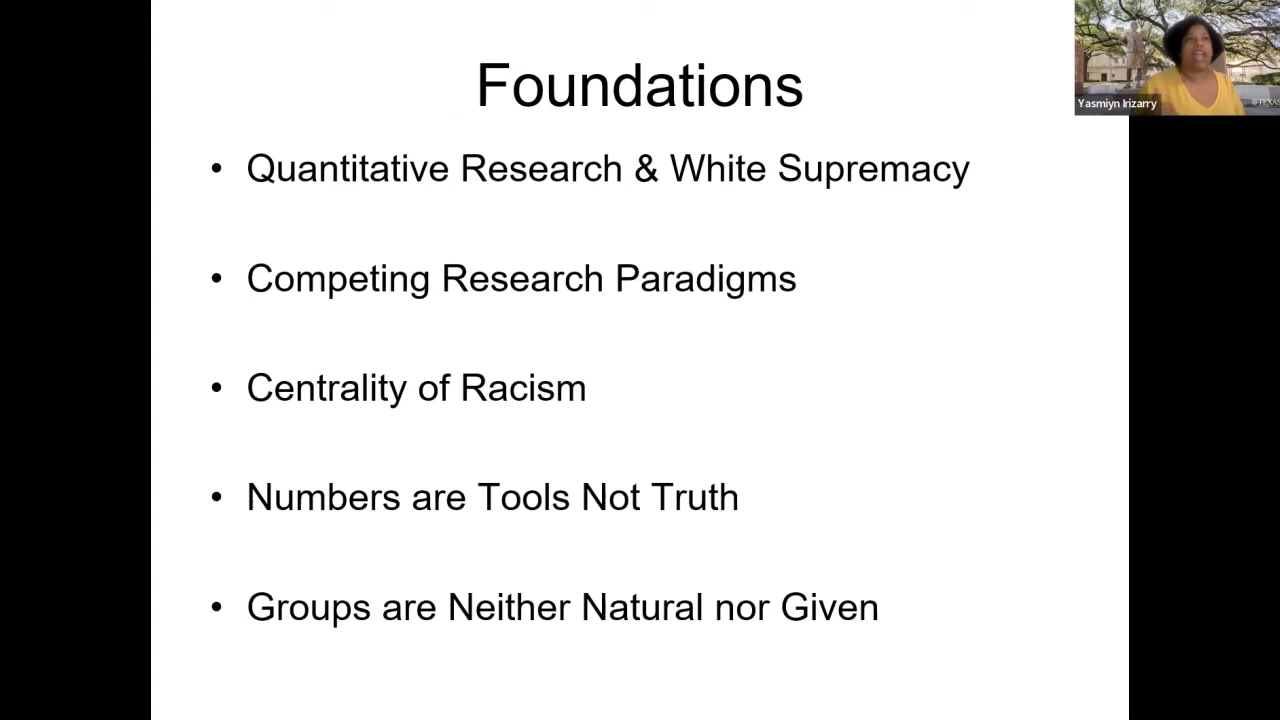 Foundations
• Quantitative Research & White Supremacy
• Competing Research Paradigms
• Centrality of Racism
• Numbers are Tools Not Truth
• Groups are Neither Natural nor Given
Yasmiyn Irizarry
TEXAS